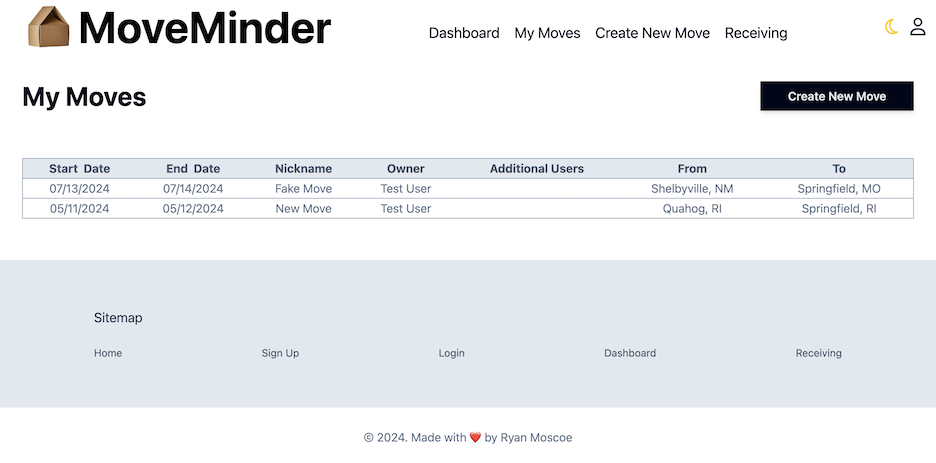 MoveMinder
Dashboard My Moves Create New Move Receiving
My Moves
Create New Move
Start Date End Date Nickname Owner Additional Users From To
07/13/2024 07/14/2024 Fake Move Test User Shelbyville, NM Springfield, MO
05/11/2024 05/12/2024 New Move Test User Quahog, RI Springfield, RI
Sitemap
Home Sign Up Login Dashboard Receiving
© 2024. Made with ❤️ by Ryan Moscoe